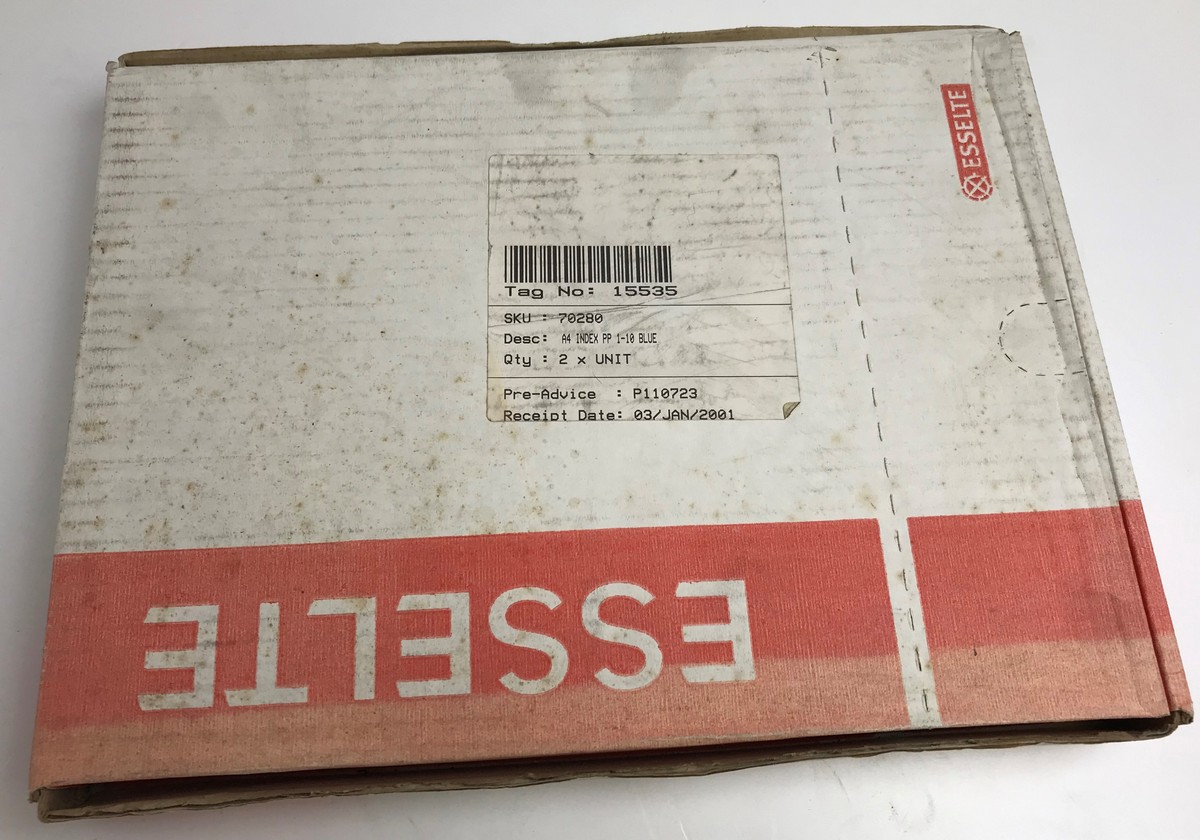 ESSELTE
Tag No: 15535
SKU : 70280
Desc: A4 INDEX PP 1-10 BLUE
Qty : 2 x UNIT
Pre-Advice : P110723
Receipt Date: 03/JAN/2001
ESSELTE